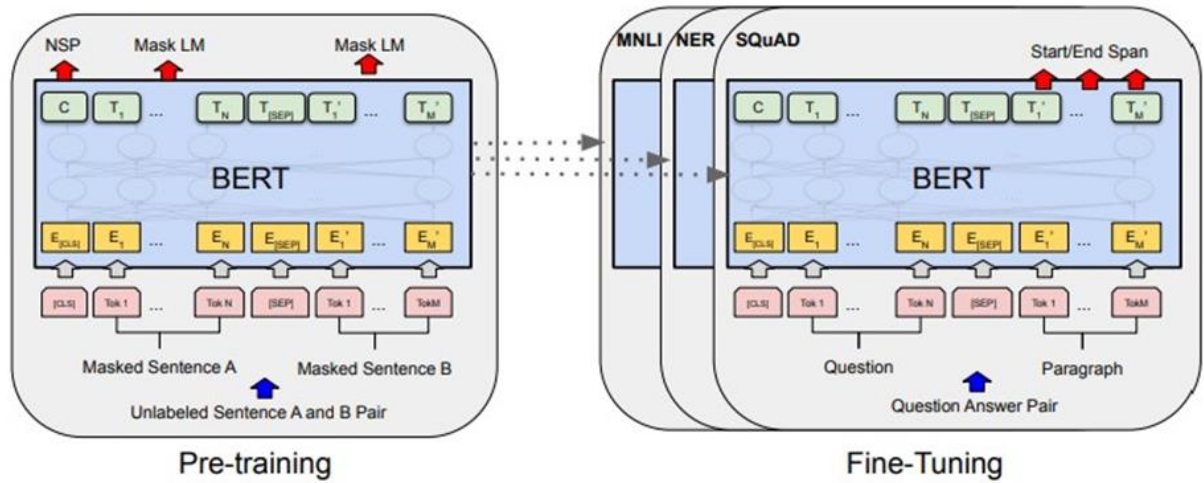 NSP Mask LM Mask LM
C T1 ... TN T[SEP] T1' ... TM'
BERT
E[CLS] E1 ... EN E[SEP] E1' ... EM'
[CLS] Tok 1 ... Tok N [SEP] Tok 1 ... TokM
Masked Sentence A Masked Sentence B
Unlabeled Sentence A and B Pair
Pre-training
MNLI NER SQuAD
Start/End Span
C T1 ... TN T[SEP] T1' ... TM'
BERT
E[CLS] E1 ... EN E[SEP] E1' ... EM'
[CLS] Tok 1 ... Tok N [SEP] Tok 1 ... TokM
Question Paragraph
Question Answer Pair
Fine-Tuning